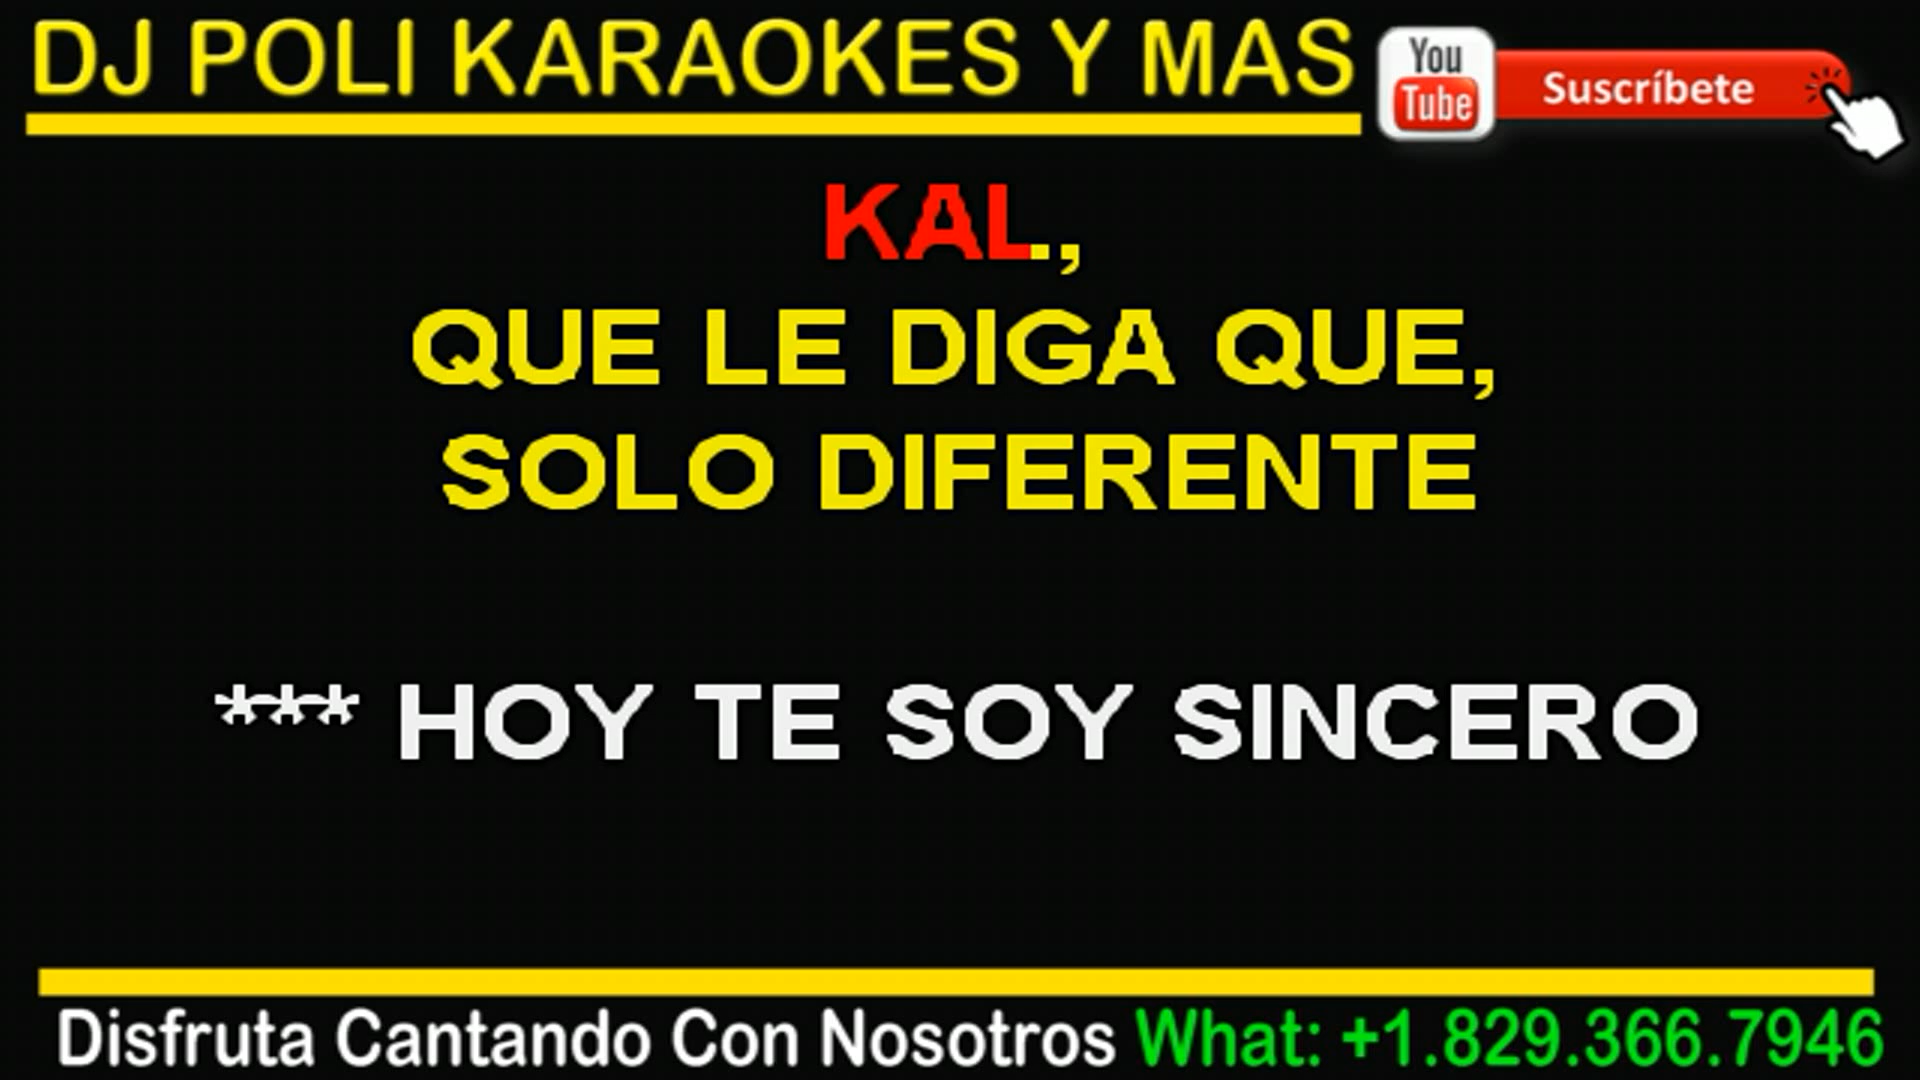 DJ POLI KARAOKES Y MAS
You
Tube
Suscríbete
KAL.,
QUE LE DIGA QUE,
SOLO DIFERENTE
*** HOY TE SOY SINCERO
Disfruta Cantando Con Nosotros What: +1.829.366.7946